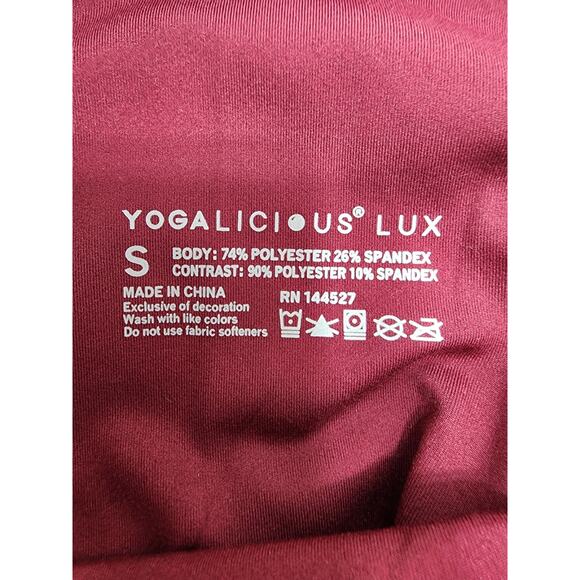 YOGALICIOUS® LUX
S
BODY: 74% POLYESTER 26% SPANDEX
CONTRAST: 90% POLYESTER 10% SPANDEX
MADE IN CHINA
Exclusive of decoration
Wash with like colors
Do not use fabric softeners
RN 144527